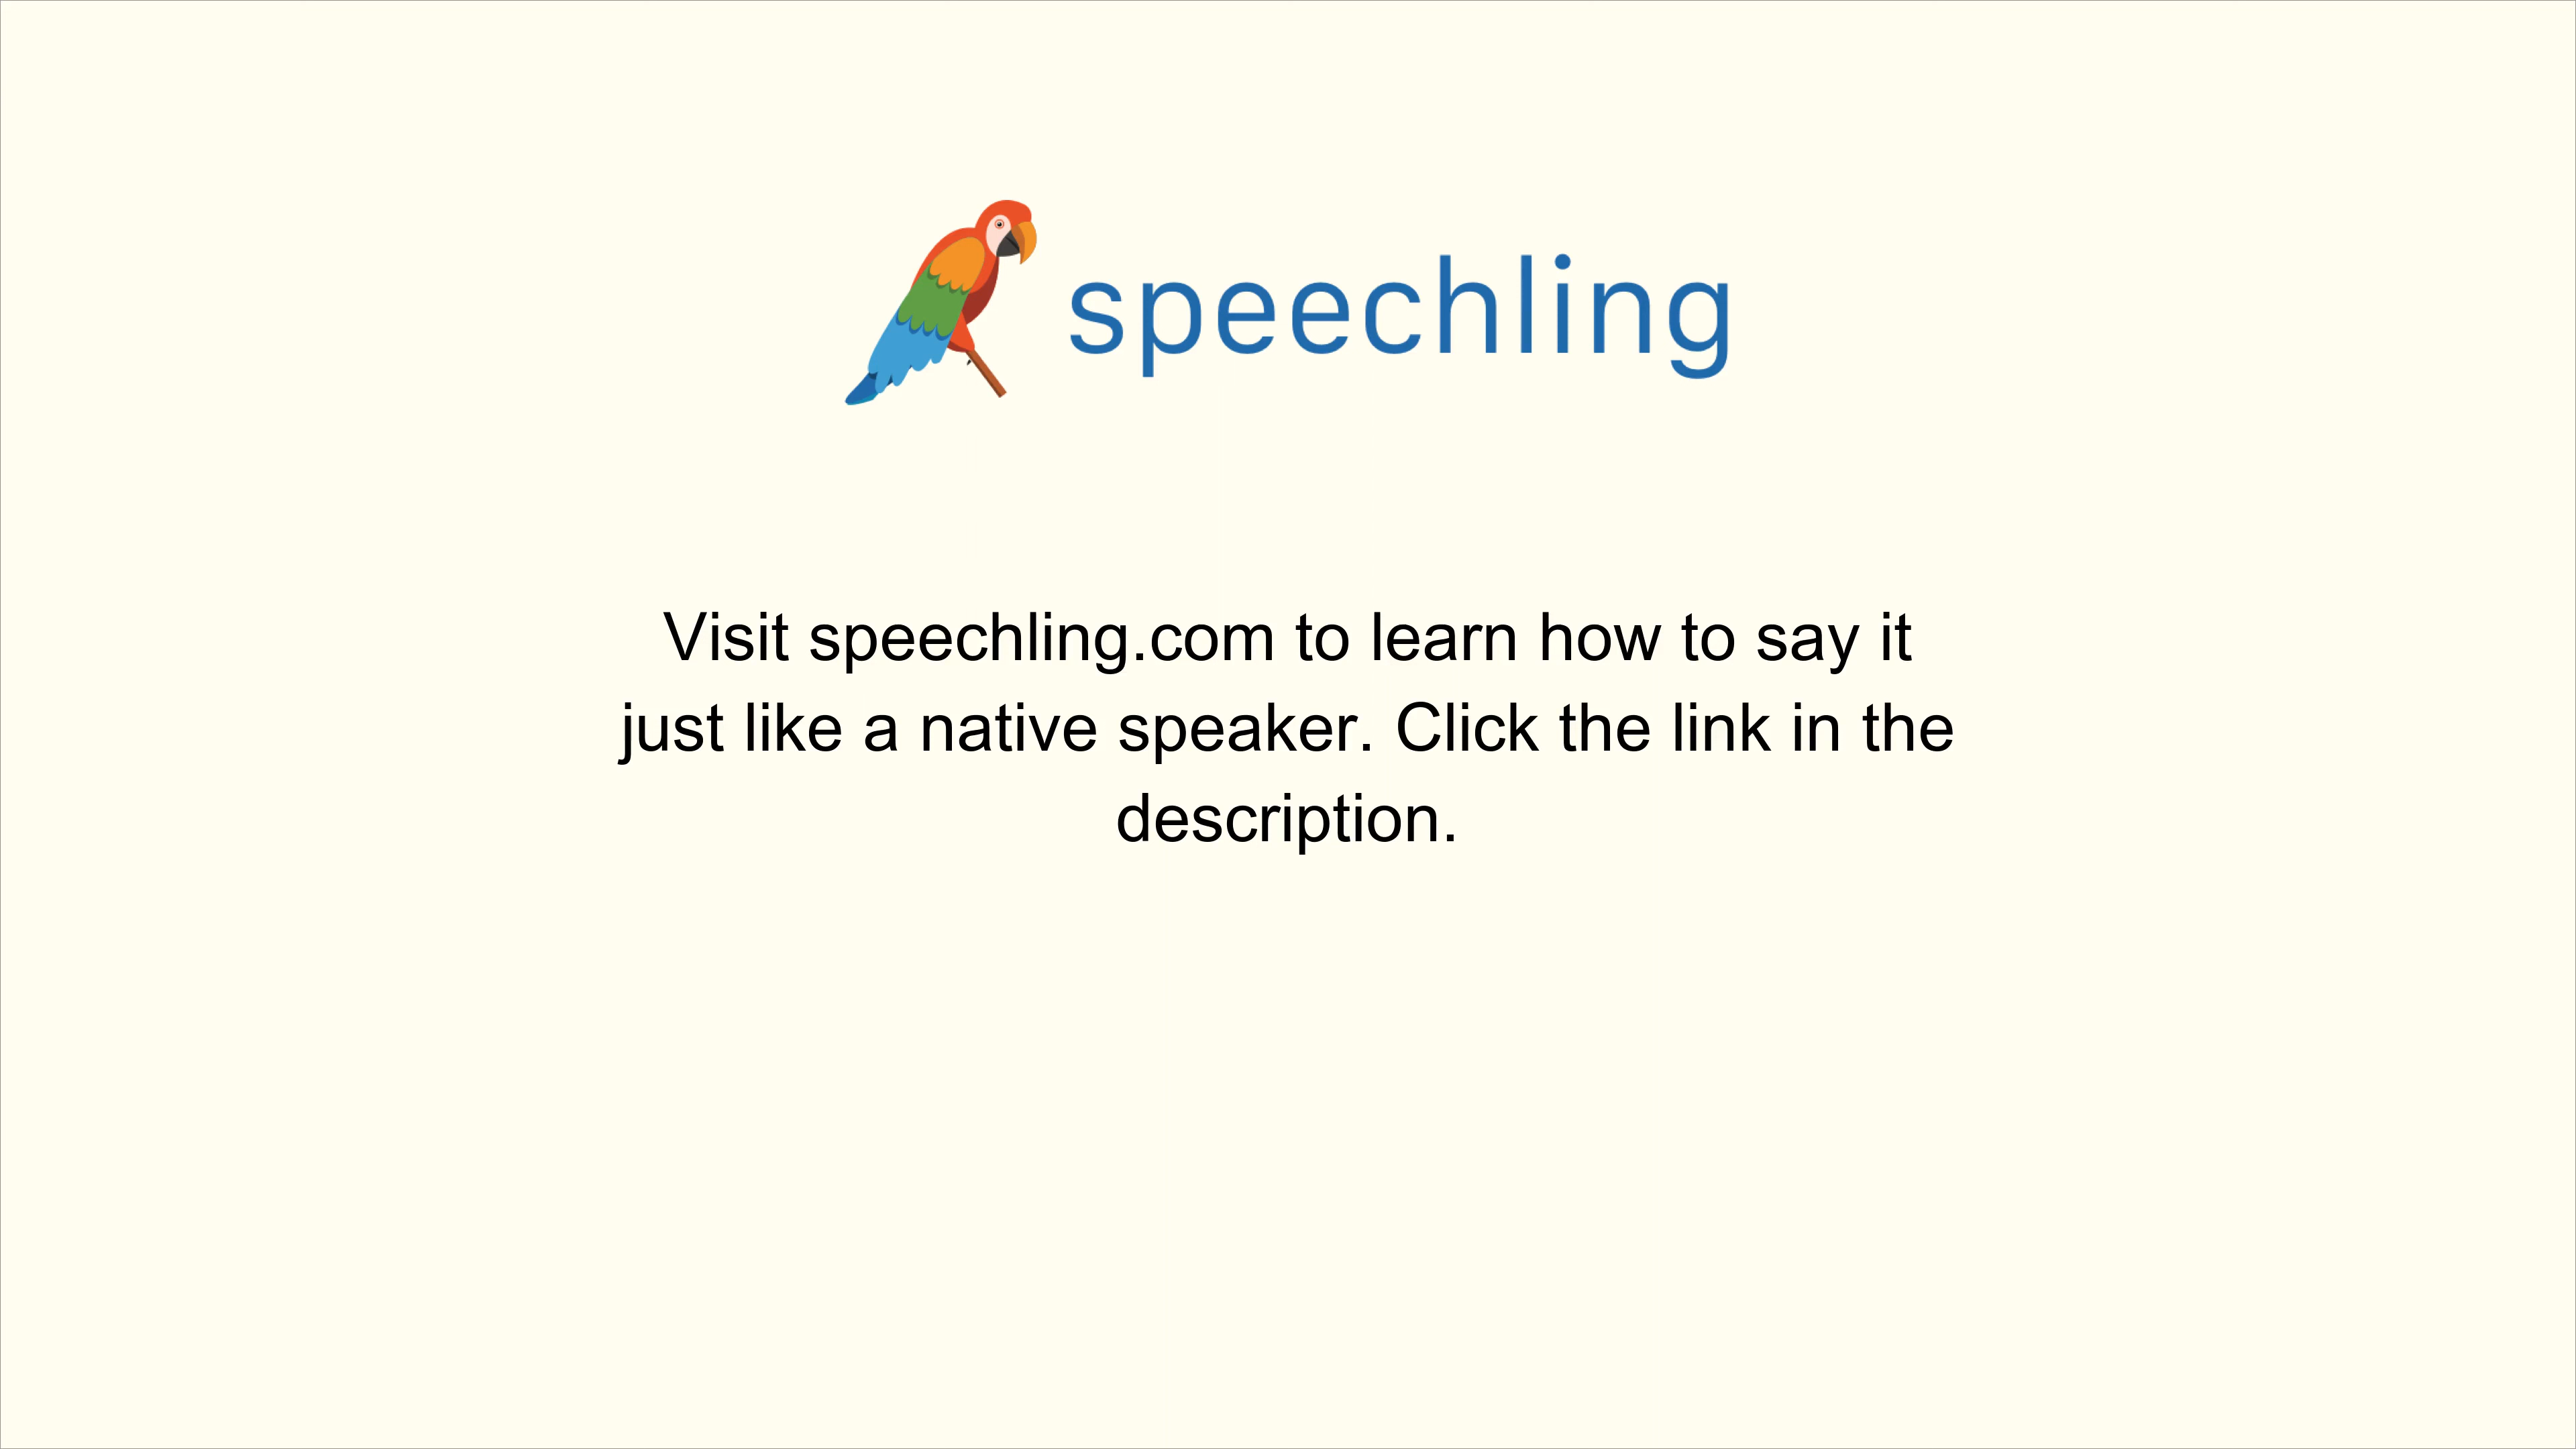 speechling
Visit speechling.com to learn how to say it
just like a native speaker. Click the link in the
description.